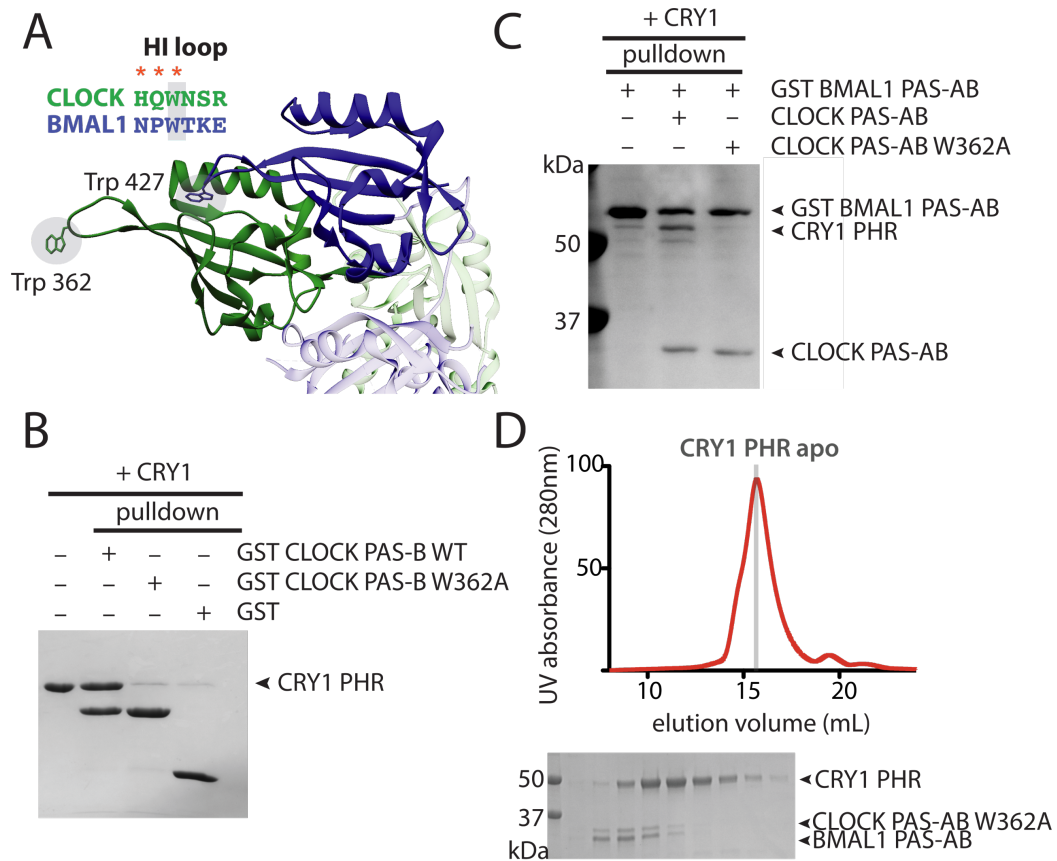 A
HI loop
* * *
CLOCK HQWNSR
BMAL1 NPWTKE
Trp 427
Trp 362
B
+ CRY1
pulldown
– + – – GST CLOCK PAS-B WT
– – + – GST CLOCK PAS-B W362A
– – – + GST
CRY1 PHR
C
+ CRY1
pulldown
+ + + GST BMAL1 PAS-AB
– + – CLOCK PAS-AB
– – + CLOCK PAS-AB W362A
kDa
GST BMAL1 PAS-AB
CRY1 PHR
50
37
CLOCK PAS-AB
D
CRY1 PHR apo
UV absorbance (280nm)
100
50
10 15 20
elution volume (mL)
50
CRY1 PHR
37
CLOCK PAS-AB W362A
BMAL1 PAS-AB
kDa